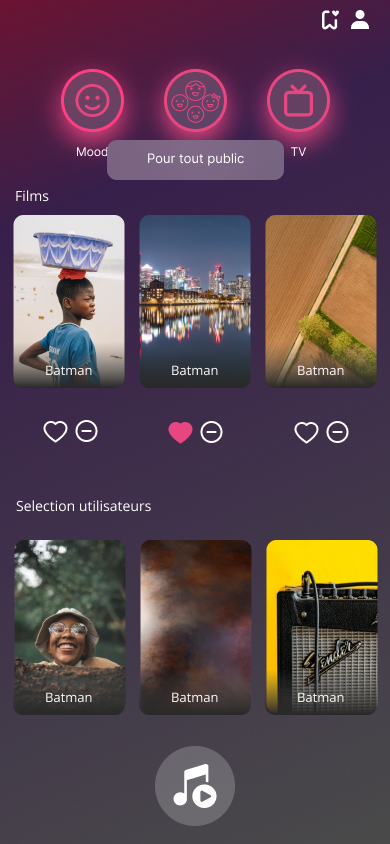 Mood
Pour tout public
TV
Films
Batman
Batman
Batman
Selection utilisateurs
Fender
Batman
Batman
Batman